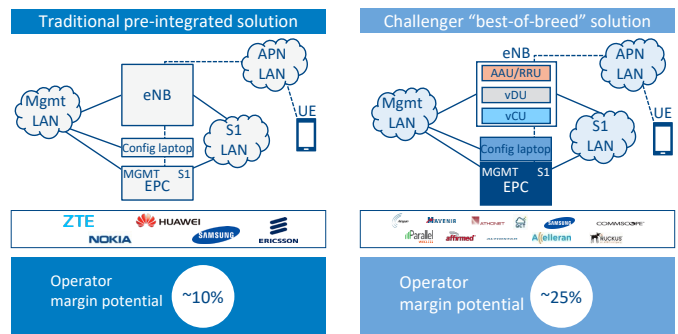 Traditional pre-integrated solution
APN
LAN
eNB
Mgmt
LAN
UE
S1
LAN
Config laptop
MGMT S1
EPC
ZTE
HUAWEI
NOKIA
SAMSUNG
ERICSSON
Operator
margin potential
~10%
Challenger “best-of-breed” solution
eNB
APN
LAN
AAU/RRU
vDU
vCU
Mgmt
LAN
UE
S1
LAN
Config laptop
MGMT S1
EPC
MAVENIR
ATHONET
SAMSUNG
COMMSCOPE
Parallel
affirmed
ALTIOSTAR
Accelleran
RUCKUS
Operator
margin potential
~25%